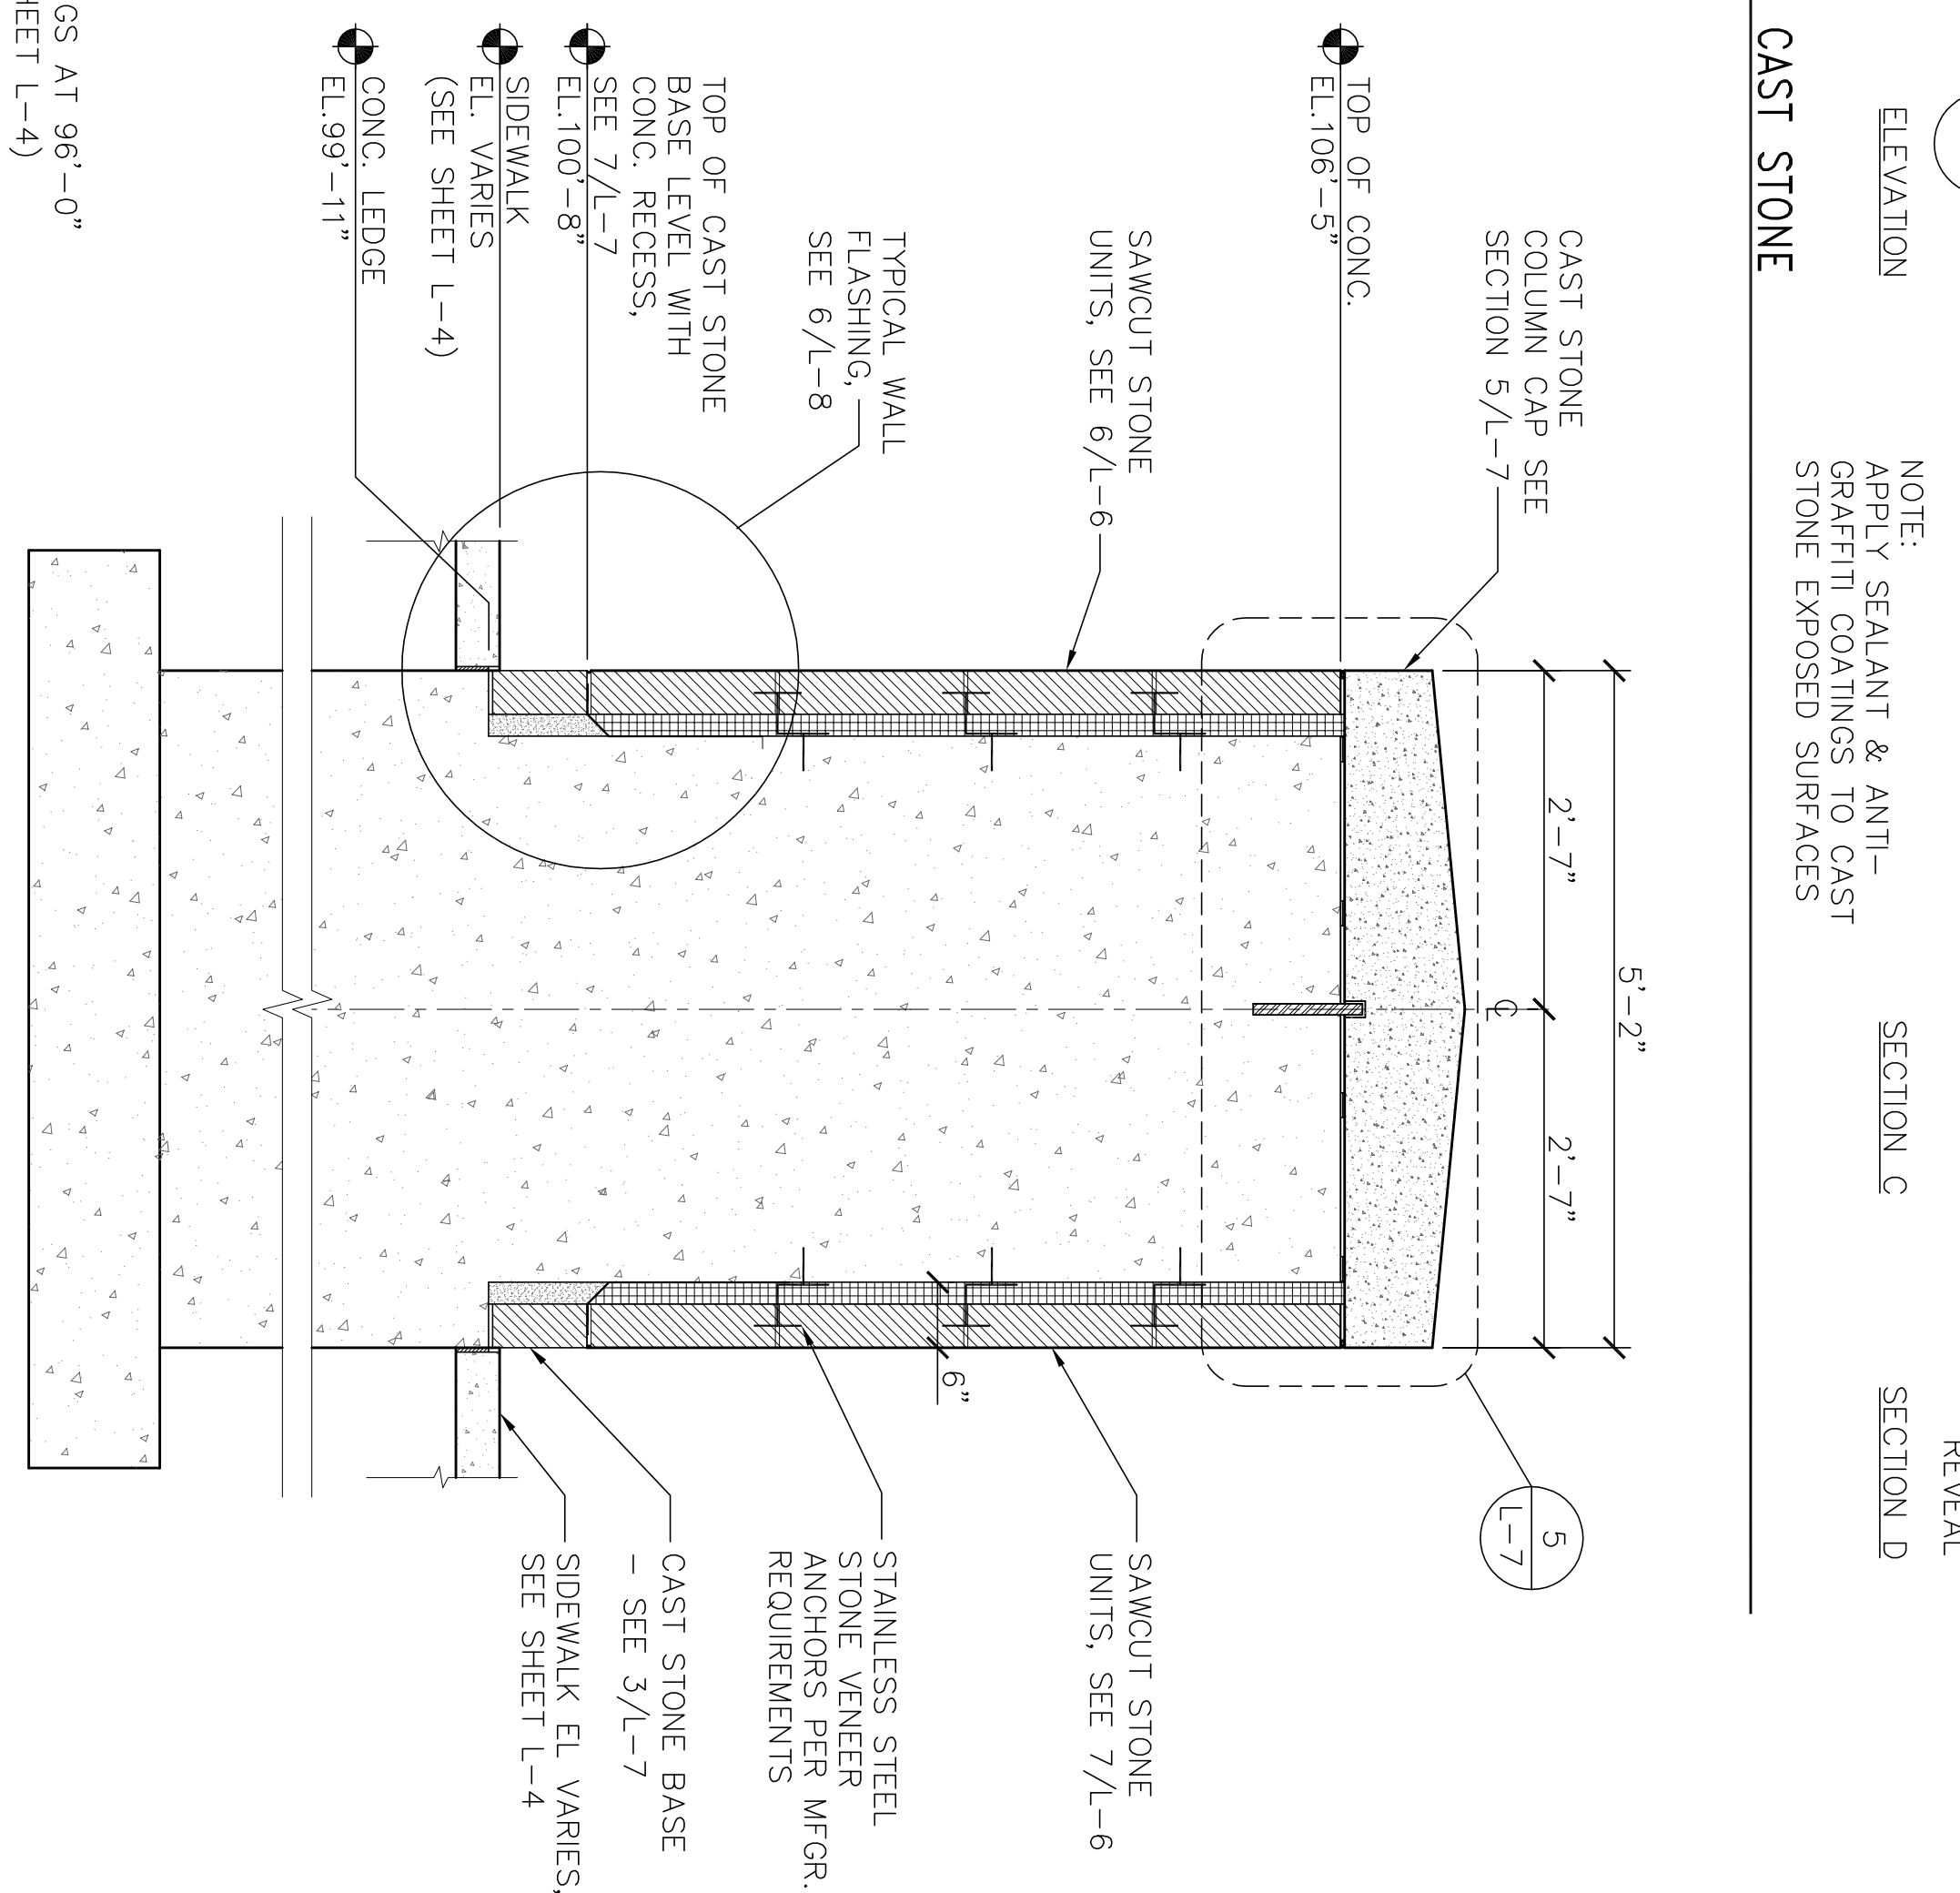 REVEAL
ELEVATION
SECTION C
SECTION D
NOTE:
APPLY SEALANT & ANTI-
GRAFFITI COATINGS TO CAST
STONE EXPOSED SURFACES
CAST STONE
5'-2"
2'-7"
2'-7"
CAST STONE
COLUMN CAP SEE
SECTION 5/L-7
5
L-7
TOP OF CONC.
EL.106'-5"
SAWCUT STONE
UNITS, SEE 6/L-6
SAWCUT STONE
UNITS, SEE 7/L-6
6"
TYPICAL WALL
FLASHING,
SEE 6/L-8
STAINLESS STEEL
STONE VENEER
ANCHORS PER MFGR.
REQUIREMENTS
TOP OF CAST STONE
BASE LEVEL WITH
CONC. RECESS,
SEE 7/L-7
EL.100'-8"
CAST STONE BASE
- SEE 3/L-7
SIDEWALK
EL. VARIES
(SEE SHEET L-4)
SIDEWALK EL VARIES,
SEE SHEET L-4
CONC. LEDGE
EL.99'-11"
GS AT 96'-0"
HEET L-4)